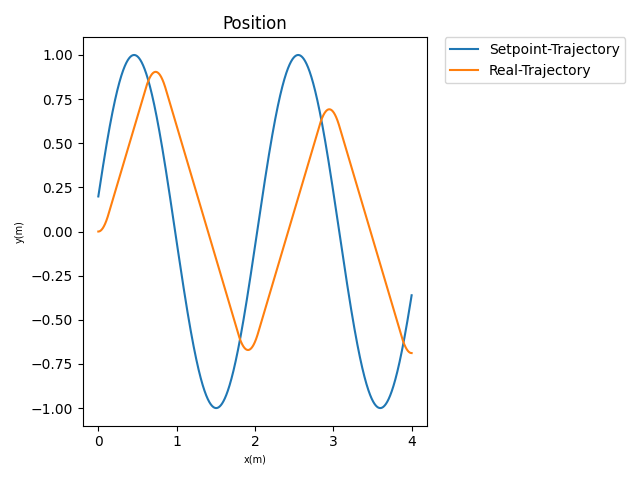 Position
Setpoint-Trajectory
Real-Trajectory
1.00
0.75
0.50
0.25
0.00
−0.25
−0.50
−0.75
−1.00
y(m)
0 1 2 3 4
x(m)